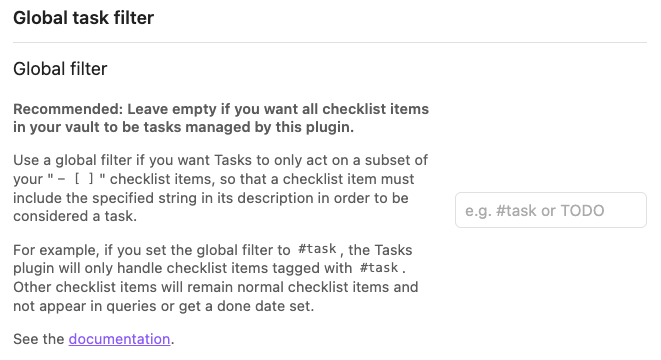 Global task filter
Global filter
Recommended: Leave empty if you want all checklist items
in your vault to be tasks managed by this plugin.
Use a global filter if you want Tasks to only act on a subset of
your "- [ ]" checklist items, so that a checklist item must
include the specified string in its description in order to be
considered a task.
e.g. #task or TODO
For example, if you set the global filter to #task, the Tasks
plugin will only handle checklist items tagged with #task.
Other checklist items will remain normal checklist items and
not appear in queries or get a done date set.
See the documentation.